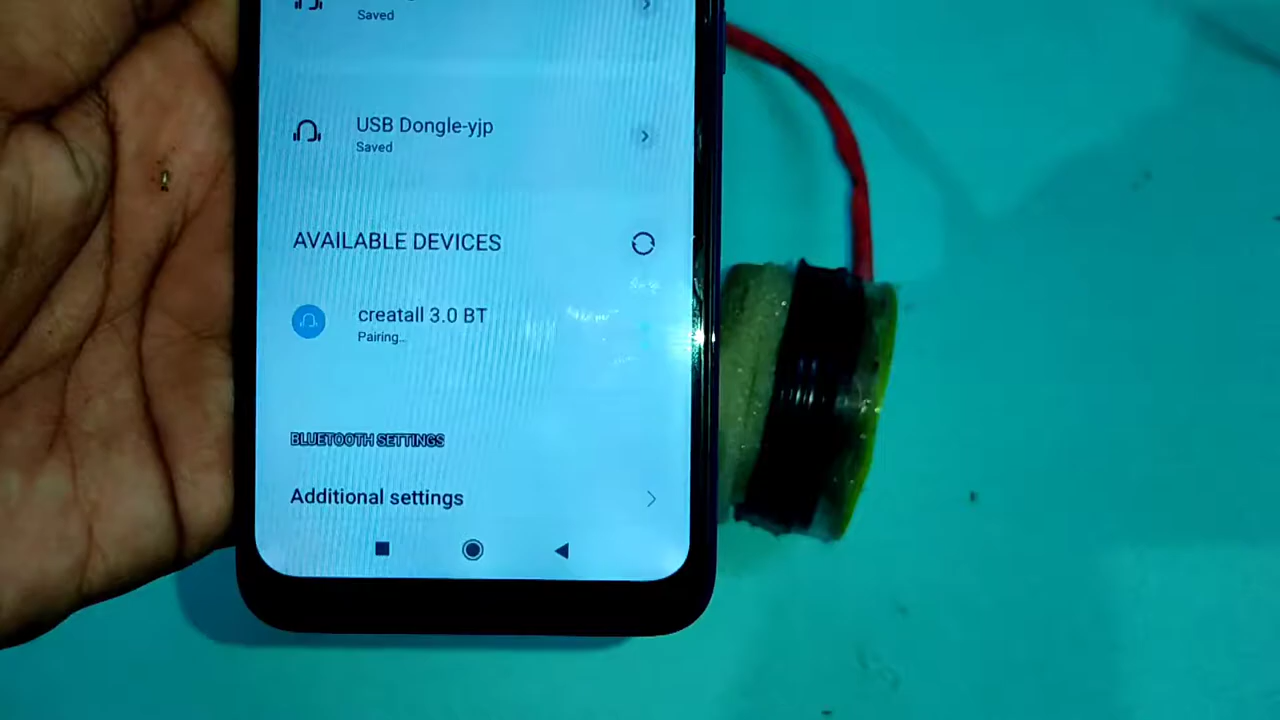 Saved
USB Dongle-yjp
Saved
AVAILABLE DEVICES
creatall 3.0 BT
Pairing...
BLUETOOTH SETTINGS
Additional settings